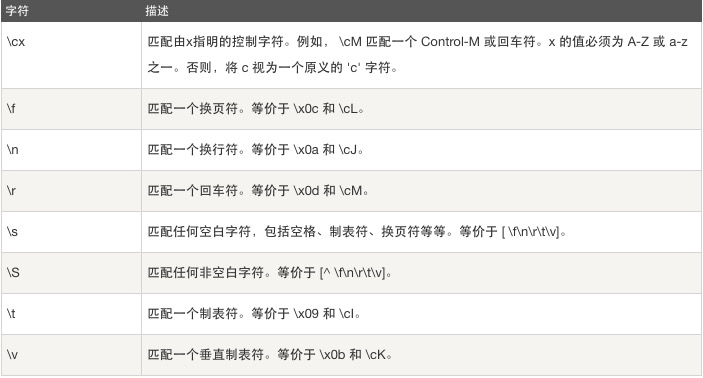 字符 描述
\cx 匹配由x指明的控制字符。例如， \cM 匹配一个 Control-M 或回车符。x 的值必须为 A-Z 或 a-z
之一。否则，将 c 视为一个原义的 'c' 字符。
\f 匹配一个换页符。等价于 \x0c 和 \cL。
\n 匹配一个换行符。等价于 \x0a 和 \cJ。
\r 匹配一个回车符。等价于 \x0d 和 \cM。
\s 匹配任何空白字符，包括空格、制表符、换页符等等。等价于 [ \f\n\r\t\v]。
\S 匹配任何非空白字符。等价于 [^ \f\n\r\t\v]。
\t 匹配一个制表符。等价于 \x09 和 \cI。
\v 匹配一个垂直制表符。等价于 \x0b 和 \cK。